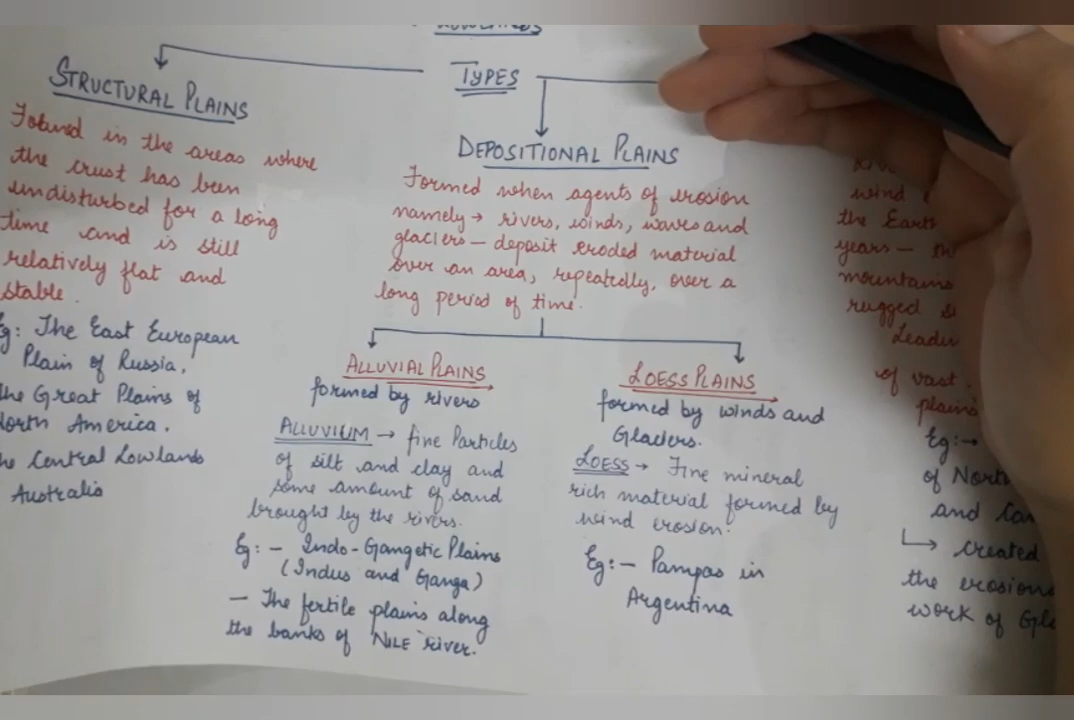 TYPES
STRUCTURAL PLAINS
Formed in the areas where
the crust has been
undisturbed for a long
time and is still
relatively flat and
stable.
Eg: The East European
Plain of Russia,
The Great Plains of
North America.
The Central Lowlands
Australia
DEPOSITIONAL PLAINS
Formed when agents of erosion
namely → rivers, winds, waves and
glaciers — deposit eroded material
over an area, repeatedly, over a
long period of time.
ALLUVIAL PLAINS
formed by rivers
ALLUVIUM → fine Particles
of silt and clay and
some amount of sand
brought by the rivers.
Eg: - Indo-Gangetic Plains
(Indus and Ganga)
- The fertile plains along
the banks of NILE river.
LOESS PLAINS
formed by winds and
Glaciers.
LOESS → Fine mineral
rich material formed by
wind erosion.
Eg: - Pampas in
Argentina
wind
the Earth
years — th
mountains
rugged
of vast
plains
Eg: →
of North
and
↳ created
the erosiona
work of